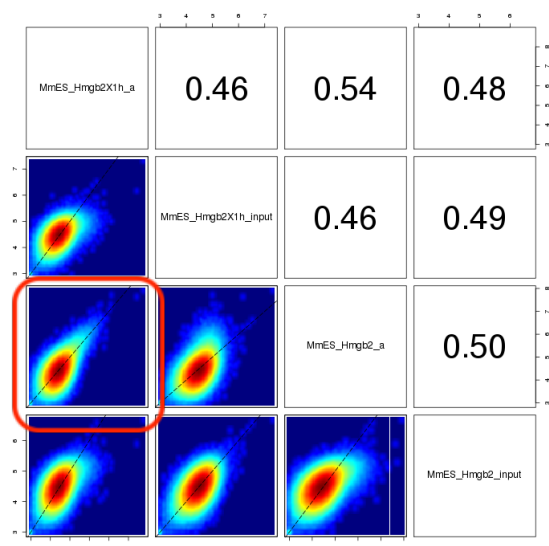 3 4 5 6 7
3 4 5 6
MmES_Hmgb2X1h_a
0.46
0.54
0.48
3 4 5 6 7 8
MmES_Hmgb2X1h_input
0.46
0.49
3 4 5 6 7
MmES_Hmgb2_a
0.50
3 4 5 6 7 8
MmES_Hmgb2_input
3 4 5 6